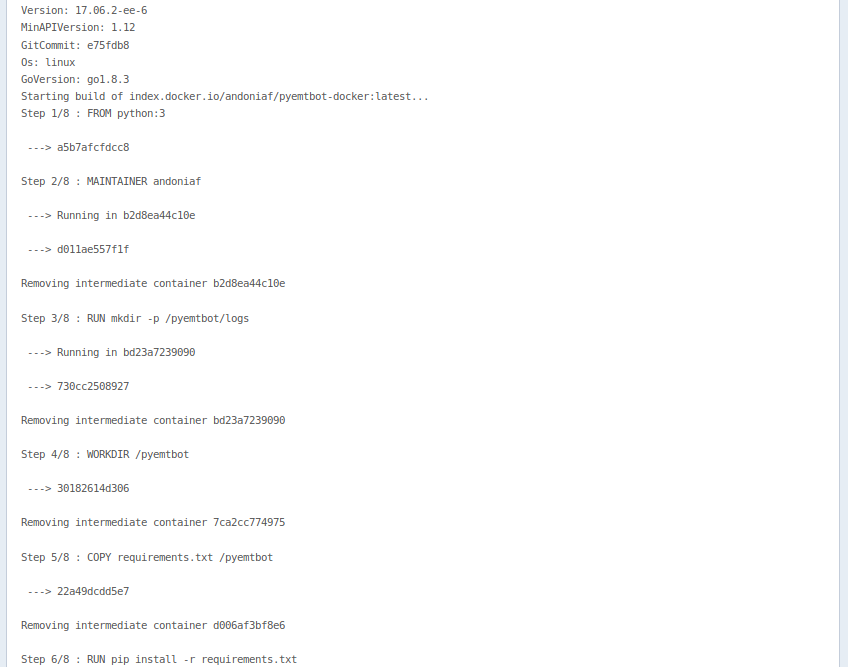 Version: 17.06.2-ee-6
MinAPIVersion: 1.12
GitCommit: e75fdb8
Os: linux
GoVersion: go1.8.3
Starting build of index.docker.io/andoniaf/pyemtbot-docker:latest...
Step 1/8 : FROM python:3
---> a5b7afcfdcc8
Step 2/8 : MAINTAINER andoniaf
---> Running in b2d8ea44c10e
---> d011ae557f1f
Removing intermediate container b2d8ea44c10e
Step 3/8 : RUN mkdir -p /pyemtbot/logs
---> Running in bd23a7239090
---> 730cc2508927
Removing intermediate container bd23a7239090
Step 4/8 : WORKDIR /pyemtbot
---> 30182614d306
Removing intermediate container 7ca2cc774975
Step 5/8 : COPY requirements.txt /pyemtbot
---> 22a49dcdd5e7
Removing intermediate container d006af3bf8e6
Step 6/8 : RUN pip install -r requirements.txt